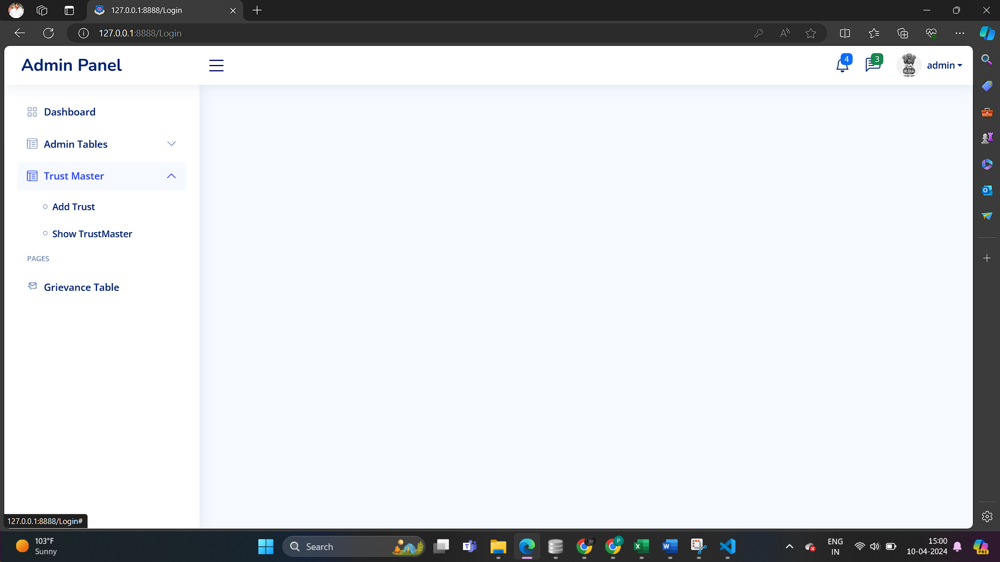 127.0.0.1:8888/Login
127.0.0.1:8888/Login
Admin Panel
4
3
admin
Dashboard
Admin Tables
Trust Master
Add Trust
Show TrustMaster
PAGES
Grievance Table
127.0.0.1:8888/Login#
103°F
Sunny
Search
ENG
IN
15:00
10-04-2024
P
PRE